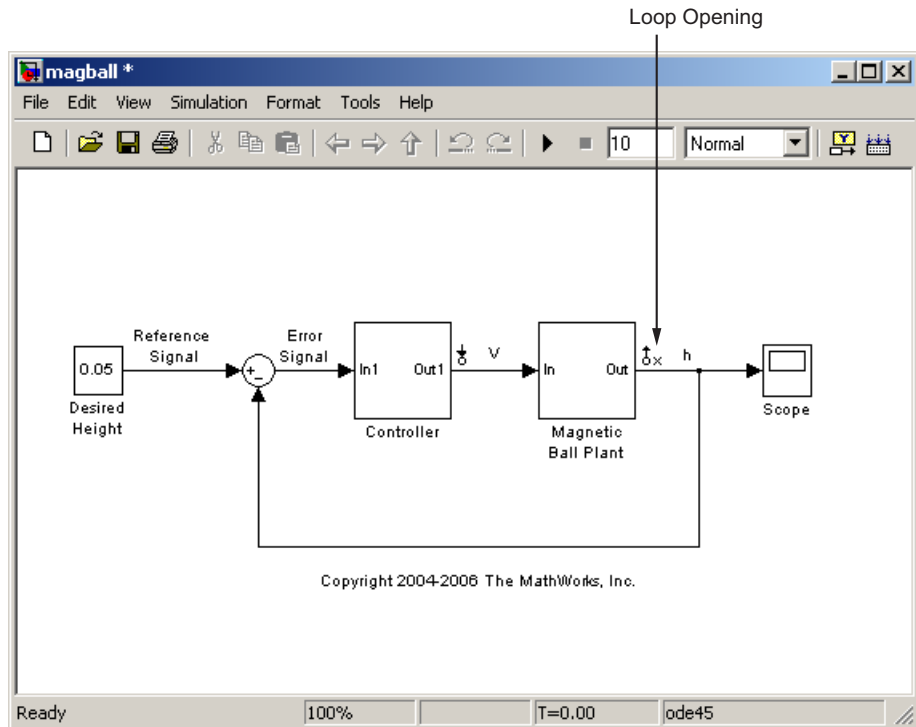 Loop Opening
magball *
File Edit View Simulation Format Tools Help
10 Normal
Reference Signal
Error Signal
0.05
Desired Height
+
-
In1 Out1
Controller
V
In Out
Magnetic Ball Plant
x
h
Scope
Copyright 2004-2006 The MathWorks, Inc.
Ready 100% T=0.00 ode45